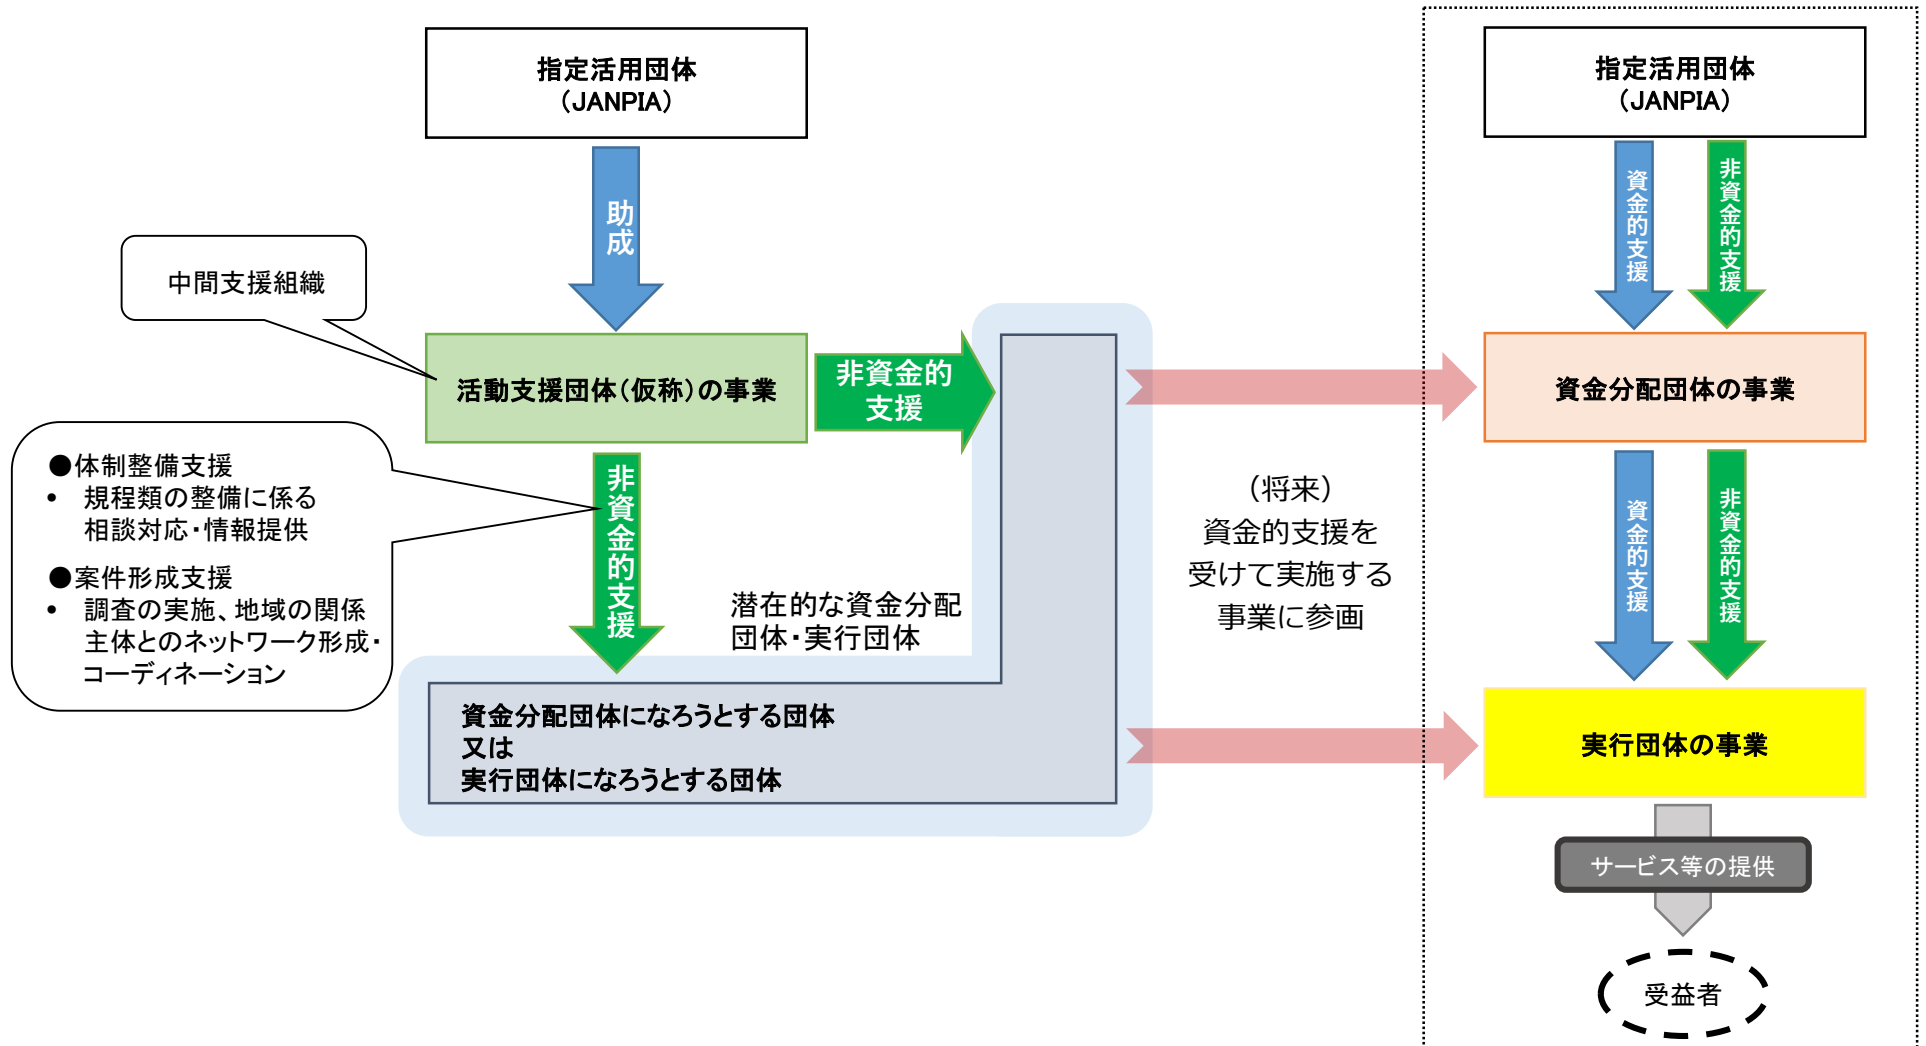 指定活用団体
（JANPIA）
助成
中間支援組織
活動支援団体（仮称）の事業
非資金的
支援
●体制整備支援
• 規程類の整備に係る
相談対応・情報提供
●案件形成支援
• 調査の実施、地域の関係
主体とのネットワーク形成・
コーディネーション
非資金的支援
潜在的な資金分配
団体・実行団体
資金分配団体になろうとする団体
又は
実行団体になろうとする団体
（将来）
資金的支援を
受けて実施する
事業に参画
指定活用団体
（JANPIA）
資金的支援
非資金的支援
資金分配団体の事業
資金的支援
非資金的支援
実行団体の事業
サービス等の提供
受益者